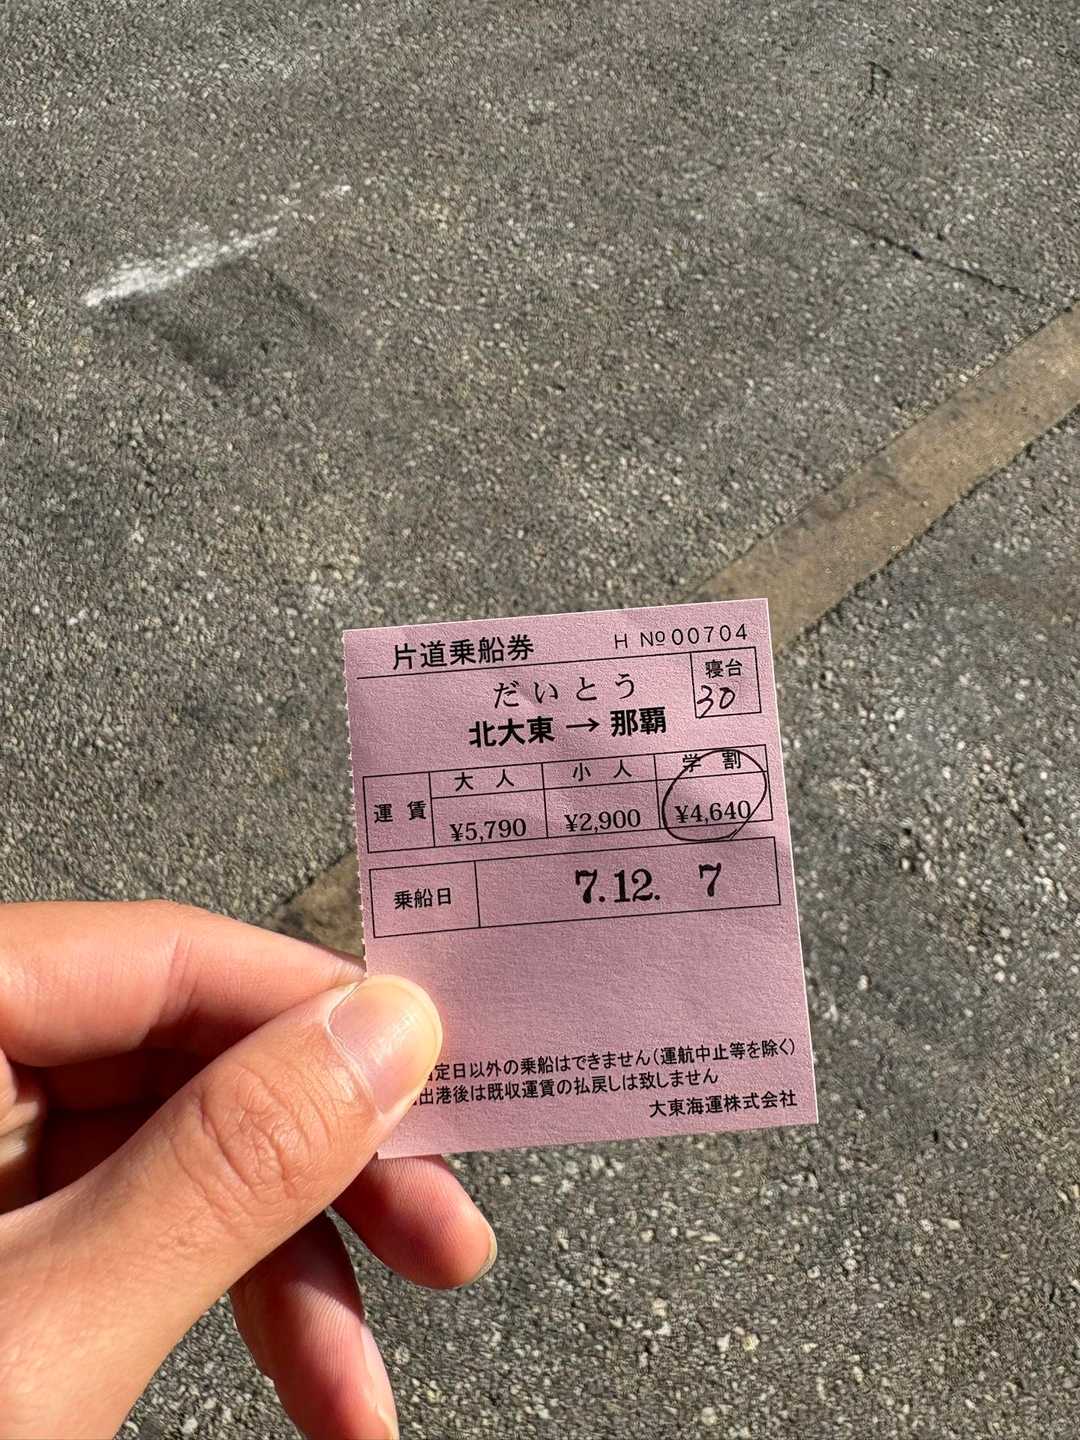 片道乗船券 H №00704
だいとう 寝台
30
北大東 → 那覇
運賃 大人 小人 学割
¥5,790 ¥2,900 ¥4,640
乗船日 7.12. 7
定日以外の乗船はできません(運航中止等を除く)
出港後は既収運賃の払戻しは致しません
大東海運株式会社